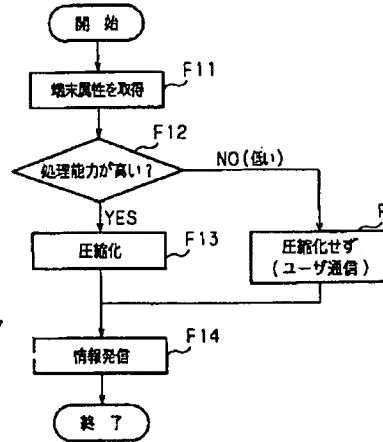 開 始
端末属性を取得
F11
F12
処理能力が高い?
NO(低い)
YES
圧縮化
F13
F
圧縮化せず
(ユーザ通信)
情報発信
F14
終 了